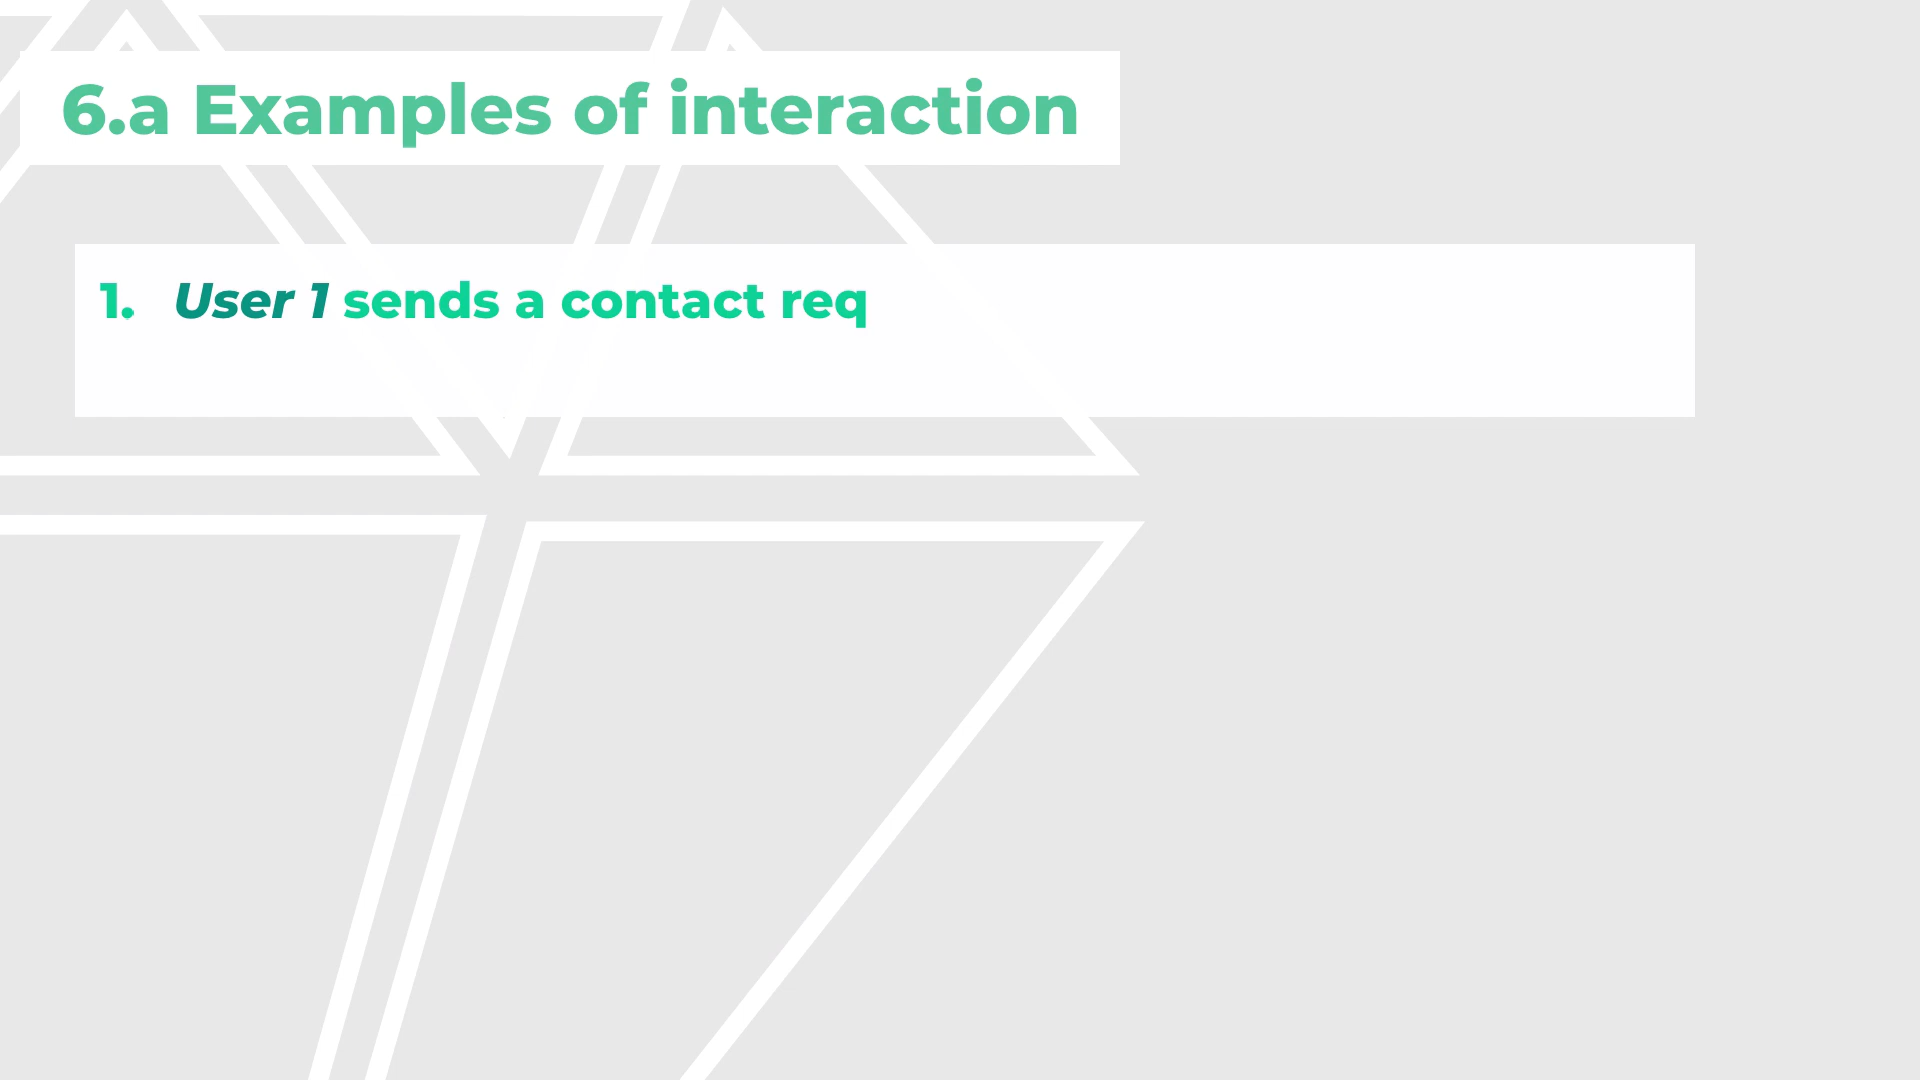 6.a Examples of interaction
1. User 1 sends a contact req